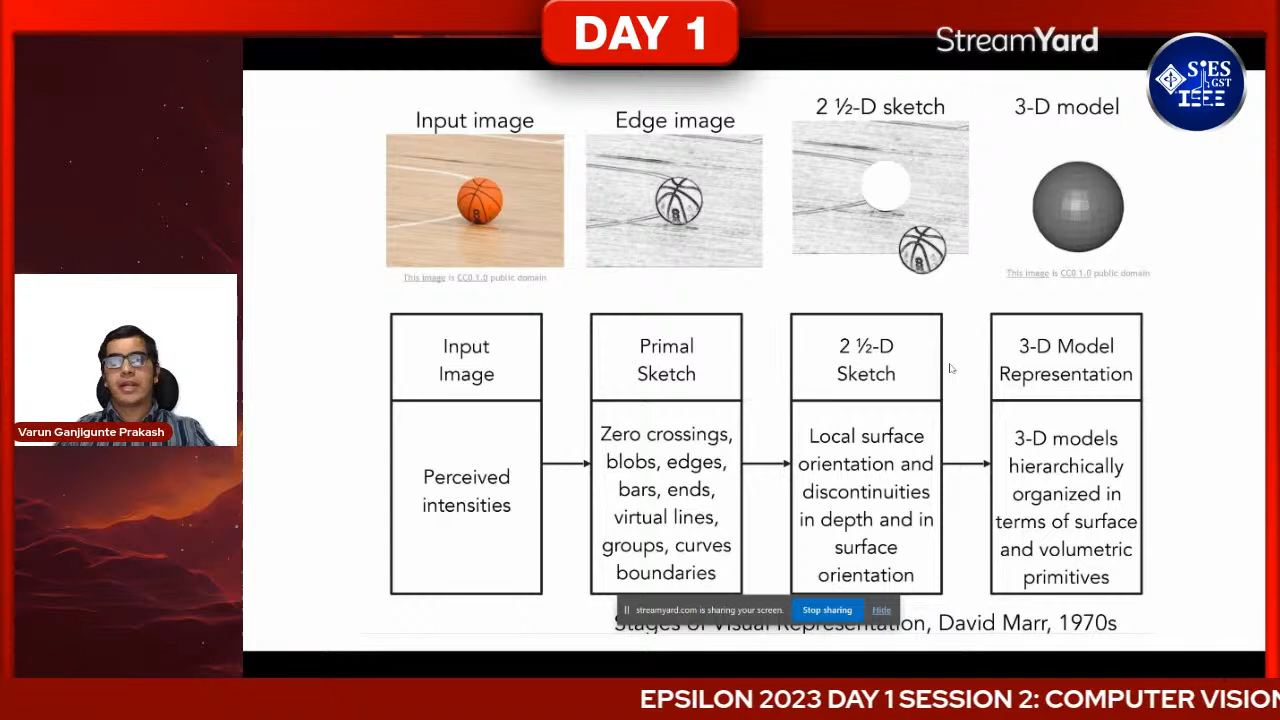 DAY 1
StreamYard
SIES
GST
IEEE
Input image
Edge image
2 ½-D sketch
3-D model
This image is CC0 1.0 public domain
This image is CC0 1.0 public domain
Input
Image
Perceived
intensities
Primal
Sketch
Zero crossings,
blobs, edges,
bars, ends,
virtual lines,
groups, curves
boundaries
2 ½-D
Sketch
Local surface
orientation and
discontinuities
in depth and in
surface
orientation
3-D Model
Representation
3-D models
hierarchically
organized in
terms of surface
and volumetric
primitives
streamyard.com is sharing your screen.
Stop sharing
Hide
Stages of Visual Representation, David Marr, 1970s
Varun Ganjigunte Prakash
EPSILON 2023 DAY 1 SESSION 2: COMPUTER VISION